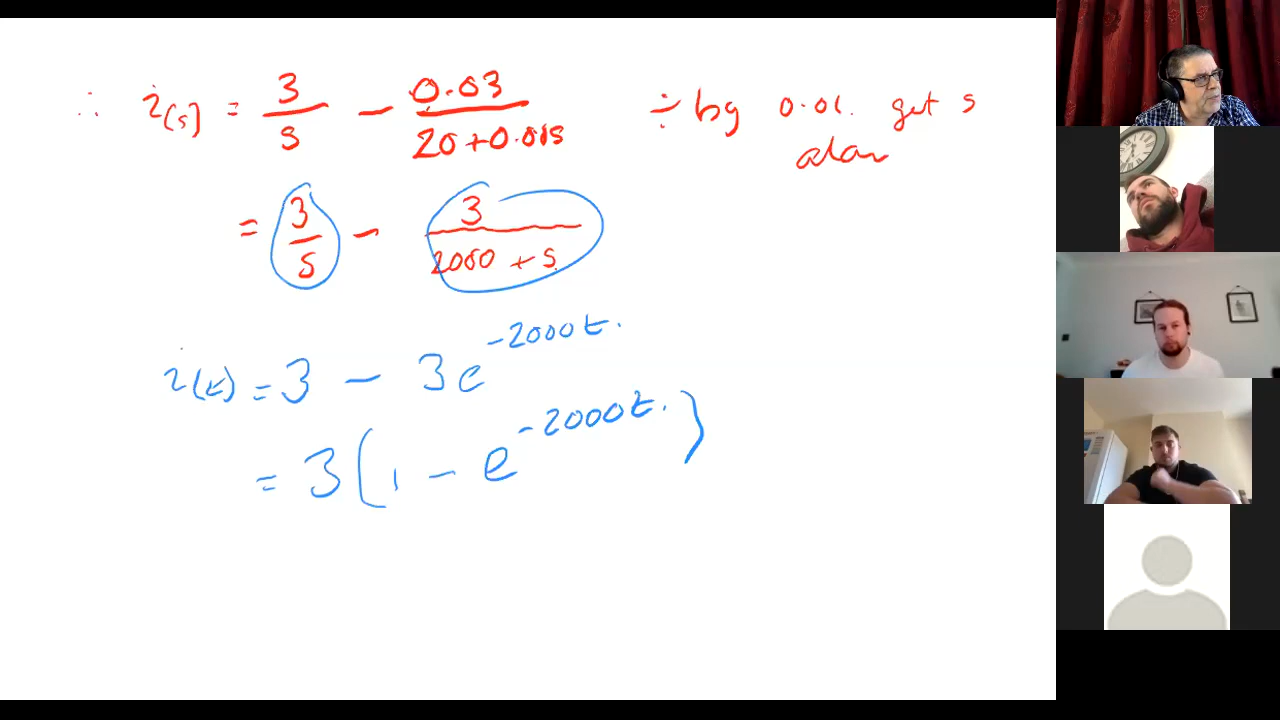 ∴ i(s) = 3/s − 0.03/(20 + 0.01s) ÷ by 0.01. get s
= 3/s − 3/(2000 + s)
i(t) = 3 − 3e^(−2000t).
= 3(1 − e^(−2000t.))